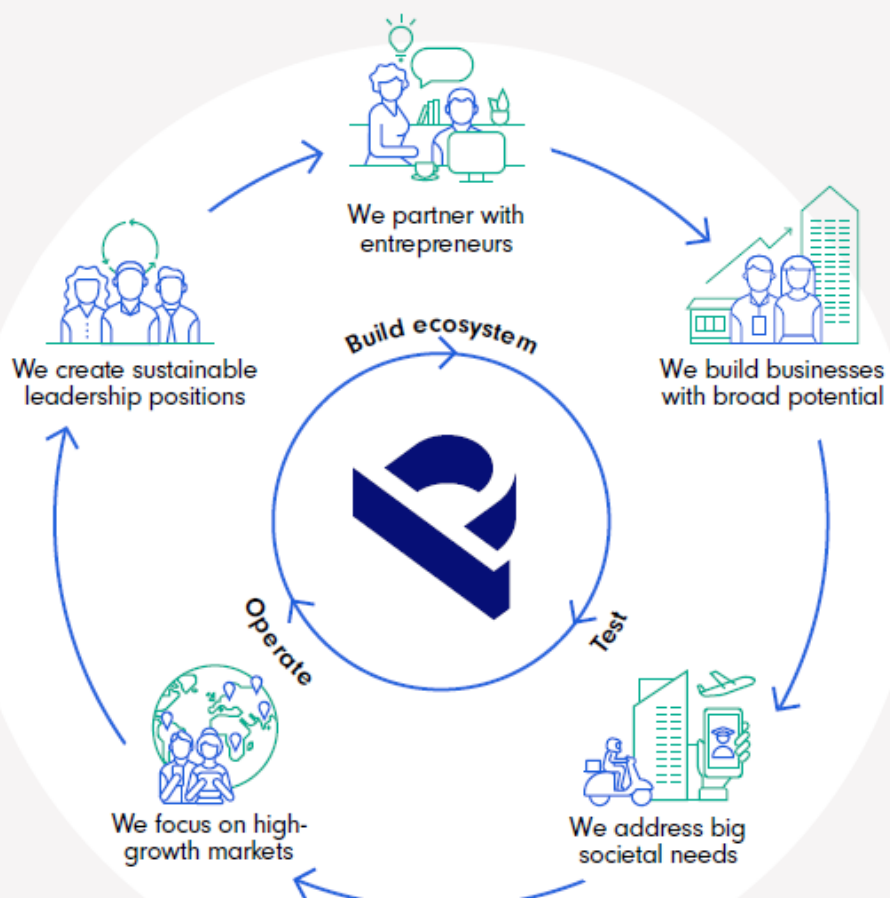 We partner with
entrepreneurs
We build businesses
with broad potential
We create sustainable
leadership positions
Build ecosystem
Test
Operate
We address big
societal needs
We focus on high-
growth markets